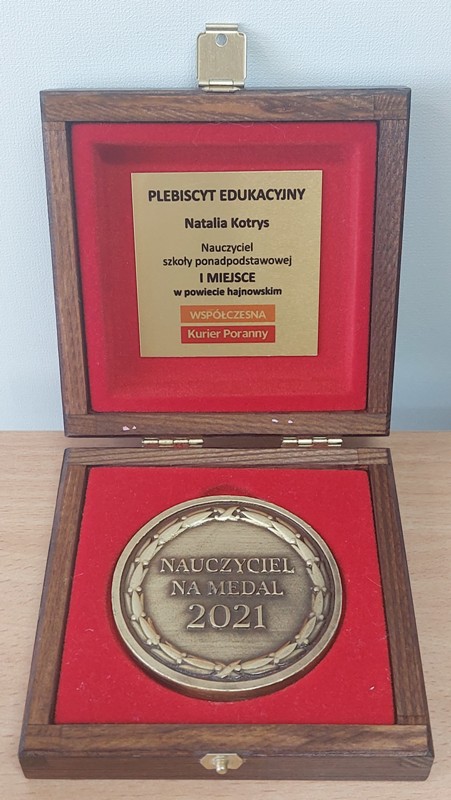 PLEBISCYT EDUKACYJNY
Natalia Kotrys
Nauczyciel
szkoły ponadpodstawowej
I MIEJSCE
w powiecie hajnowskim
WSPÓŁCZESNA
Kurier Poranny
NAUCZYCIEL
NA MEDAL
2021